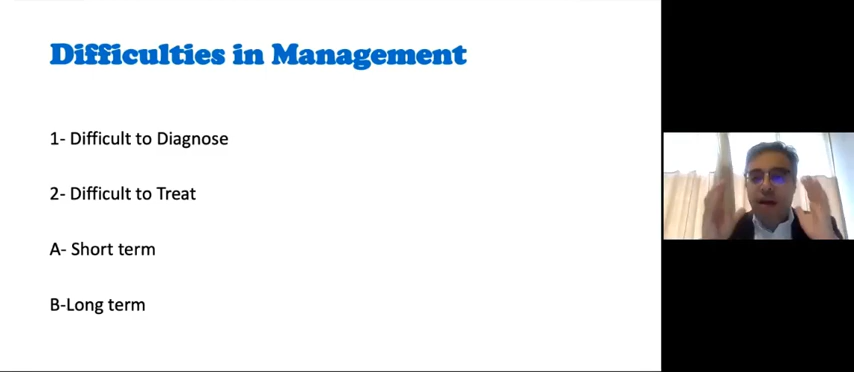 Difficulties in Management
1- Difficult to Diagnose
2- Difficult to Treat
A- Short term
B-Long term